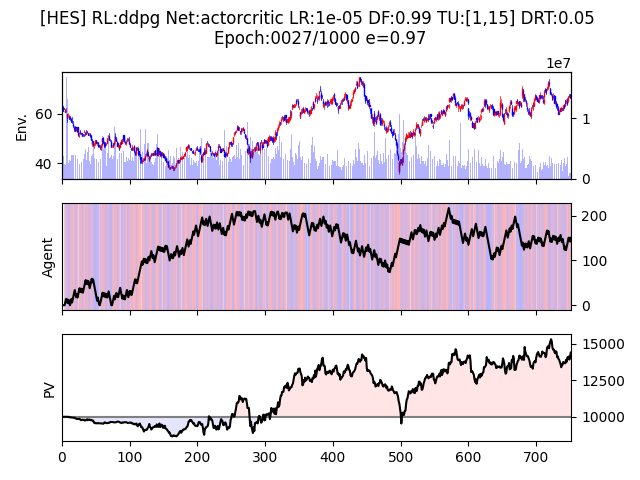 [HES] RL:ddpg Net:actorcritic LR:1e-05 DF:0.99 TU:[1,15] DRT:0.05
Epoch:0027/1000 e=0.97
1e7
Env.
60
40
1
0
Agent
200
100
0
PV
15000
12500
10000
0 100 200 300 400 500 600 700